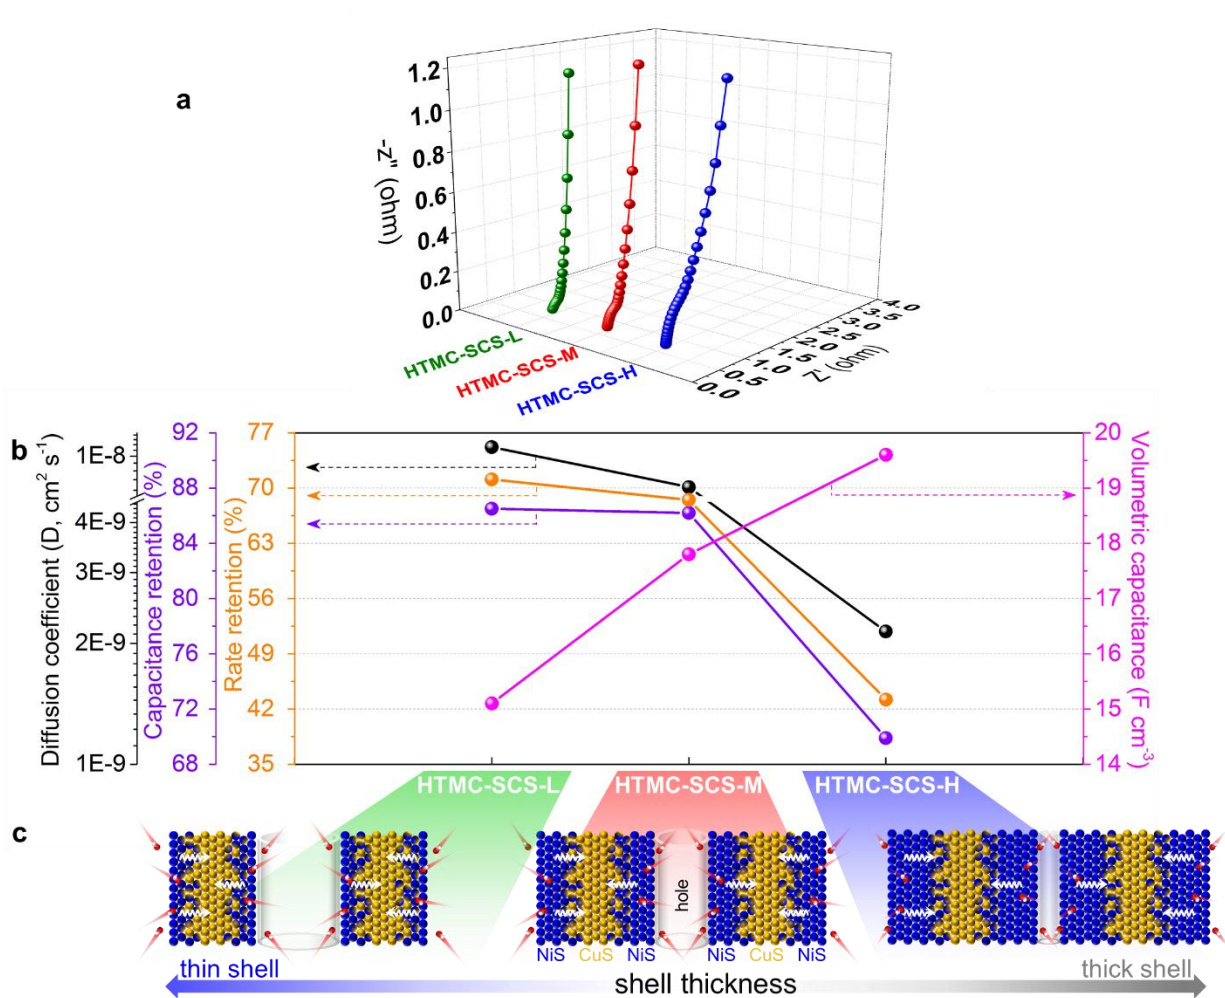 a
1.2
1.0
0.8
0.6
0.4
0.2
0.0
-z" (ohm)
HTMC-SCS-L
HTMC-SCS-M
HTMC-SCS-H
0.0
0.5
1.0
1.5
2.0
2.5
3.0
3.5
4.0
Z' (ohm)
b
Diffusion coefficient (D, cm² s⁻¹)
1E-8
4E-9
3E-9
2E-9
1E-9
Capacitance retention (%)
92
88
84
80
76
72
68
Rate retention (%)
77
70
63
56
49
42
35
20
19
18
17
16
15
14
Volumetric capacitance (F cm⁻³)
HTMC-SCS-L HTMC-SCS-M HTMC-SCS-H
c
hole
NiS CuS NiS NiS CuS NiS
thin shell thick shell
shell thickness